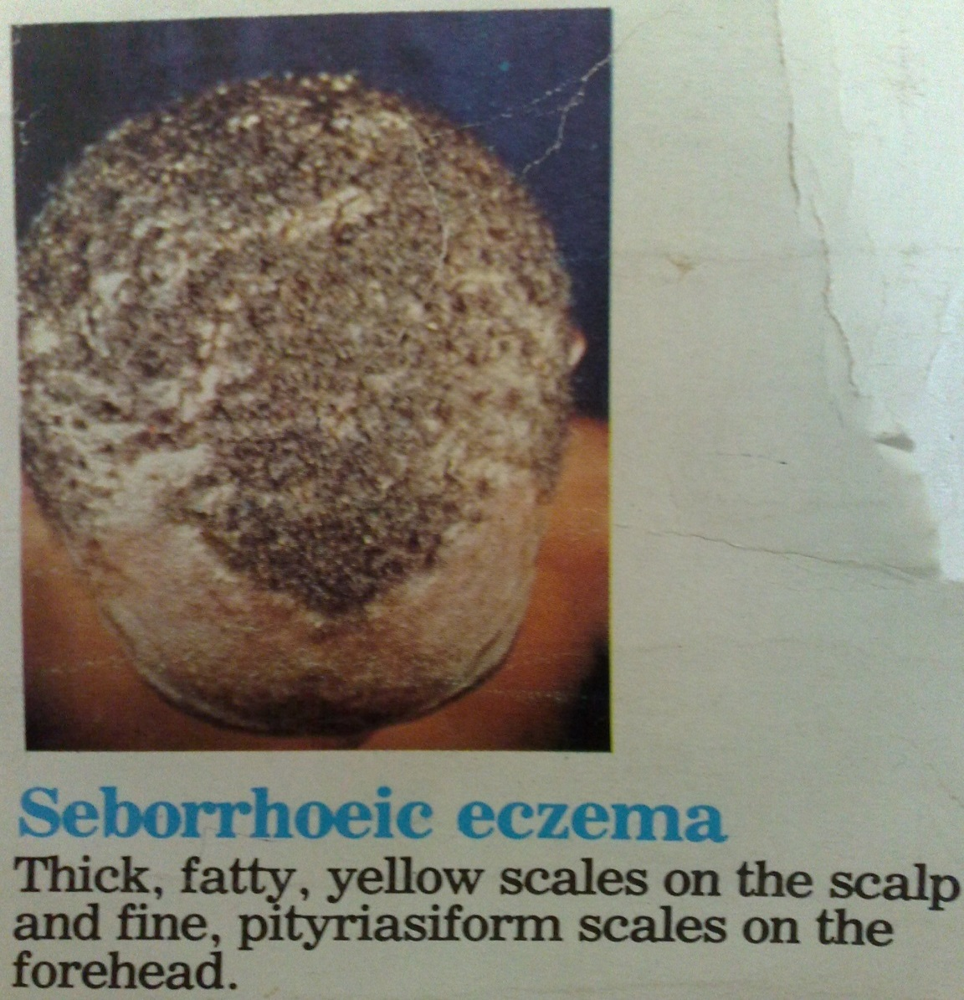 Seborrhoeic eczema
Thick, fatty, yellow scales on the scalp
and fine, pityriasiform scales on the
forehead.